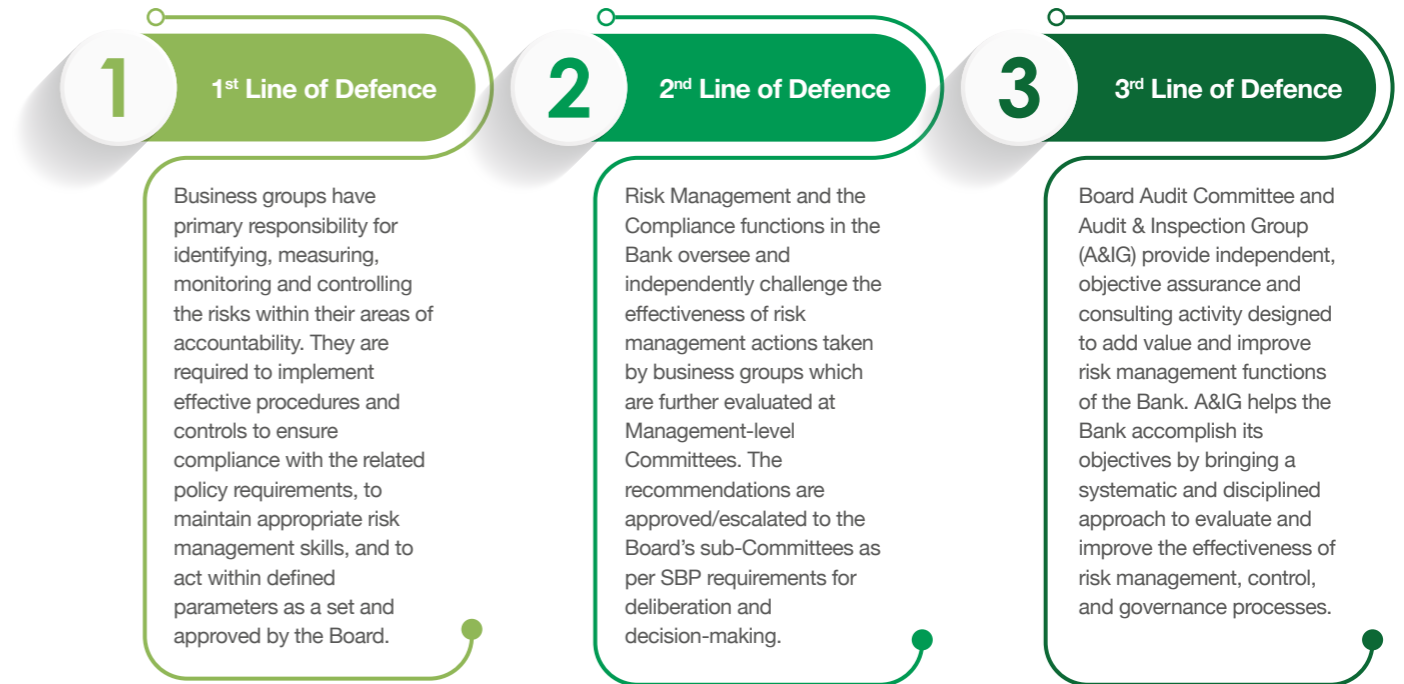 1
1st Line of Defence
Business groups have
primary responsibility for
identifying, measuring,
monitoring and controlling
the risks within their areas of
accountability. They are
required to implement
effective procedures and
controls to ensure
compliance with the related
policy requirements, to
maintain appropriate risk
management skills, and to
act within defined
parameters as a set and
approved by the Board.
2
2nd Line of Defence
Risk Management and the
Compliance functions in the
Bank oversee and
independently challenge the
effectiveness of risk
management actions taken
by business groups which
are further evaluated at
Management-level
Committees. The
recommendations are
approved/escalated to the
Board’s sub-Committees as
per SBP requirements for
deliberation and
decision-making.
3
3rd Line of Defence
Board Audit Committee and
Audit & Inspection Group
(A&IG) provide independent,
objective assurance and
consulting activity designed
to add value and improve
risk management functions
of the Bank. A&IG helps the
Bank accomplish its
objectives by bringing a
systematic and disciplined
approach to evaluate and
improve the effectiveness of
risk management, control,
and governance processes.